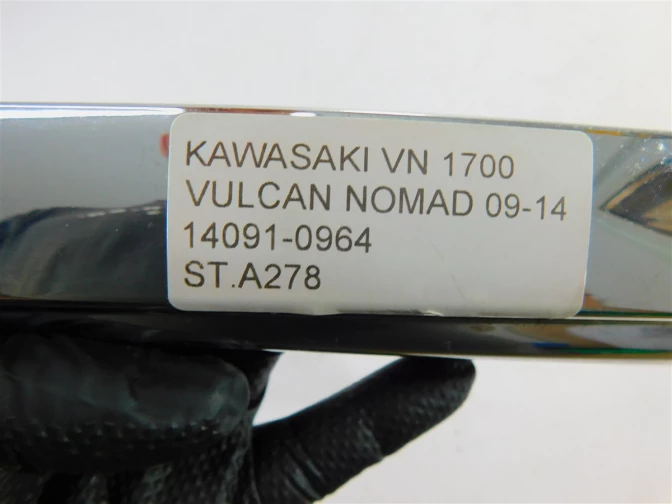 KAWASAKI VN 1700
VULCAN NOMAD 09-14
14091-0964
ST.A278